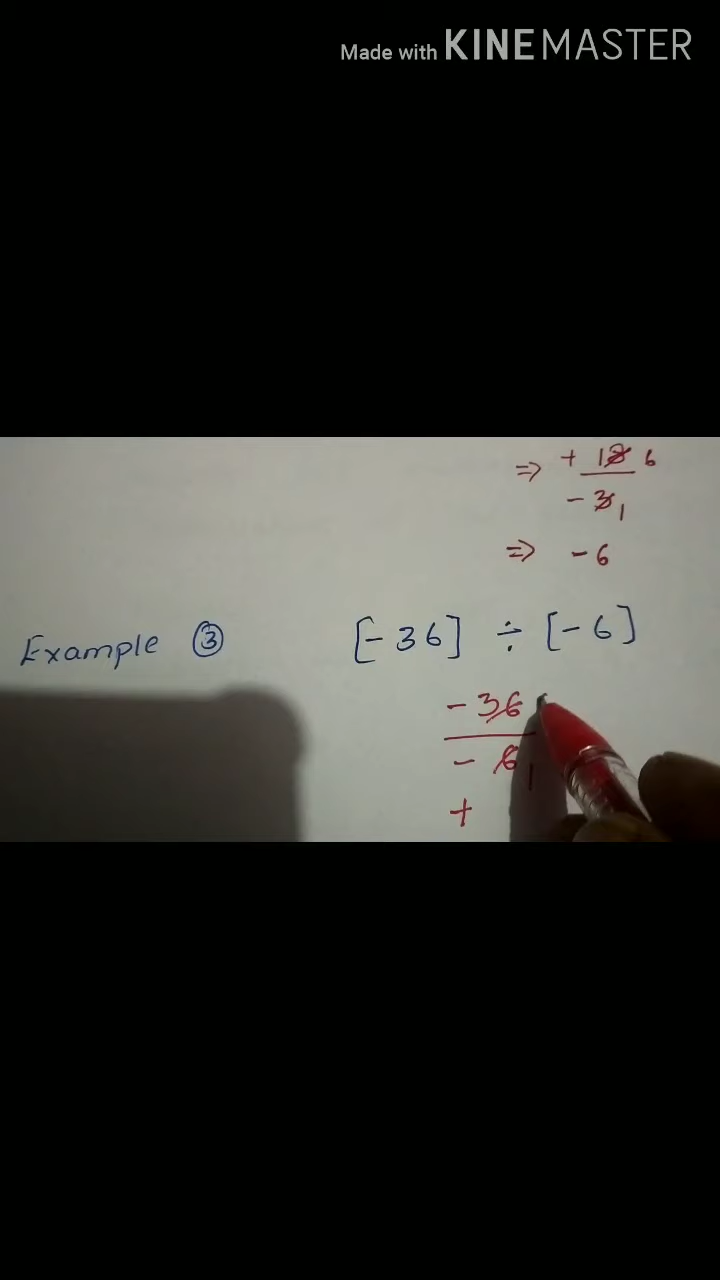 Made with KINEMASTER
⇒ + 18 6
- 3 1
⇒ - 6
Example ③ [- 36] ÷ [- 6]
- 36
- 6 1
+